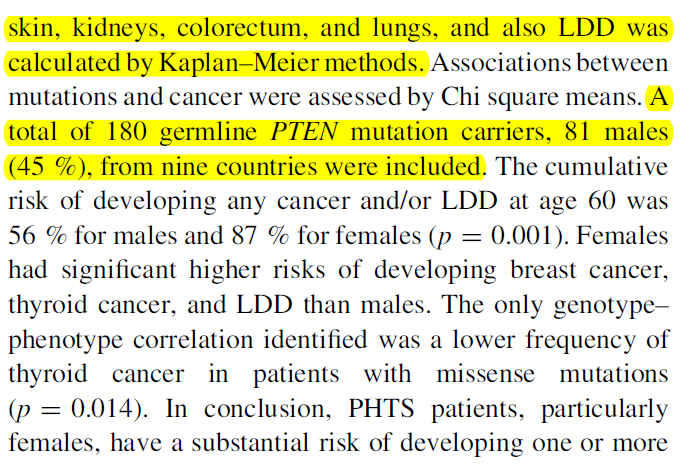 skin, kidneys, colorectum, and lungs, and also LDD was
calculated by Kaplan–Meier methods. Associations between
mutations and cancer were assessed by Chi square means. A
total of 180 germline PTEN mutation carriers, 81 males
(45 %), from nine countries were included. The cumulative
risk of developing any cancer and/or LDD at age 60 was
56 % for males and 87 % for females (p = 0.001). Females
had significant higher risks of developing breast cancer,
thyroid cancer, and LDD than males. The only genotype–
phenotype correlation identified was a lower frequency of
thyroid cancer in patients with missense mutations
(p = 0.014). In conclusion, PHTS patients, particularly
females, have a substantial risk of developing one or more